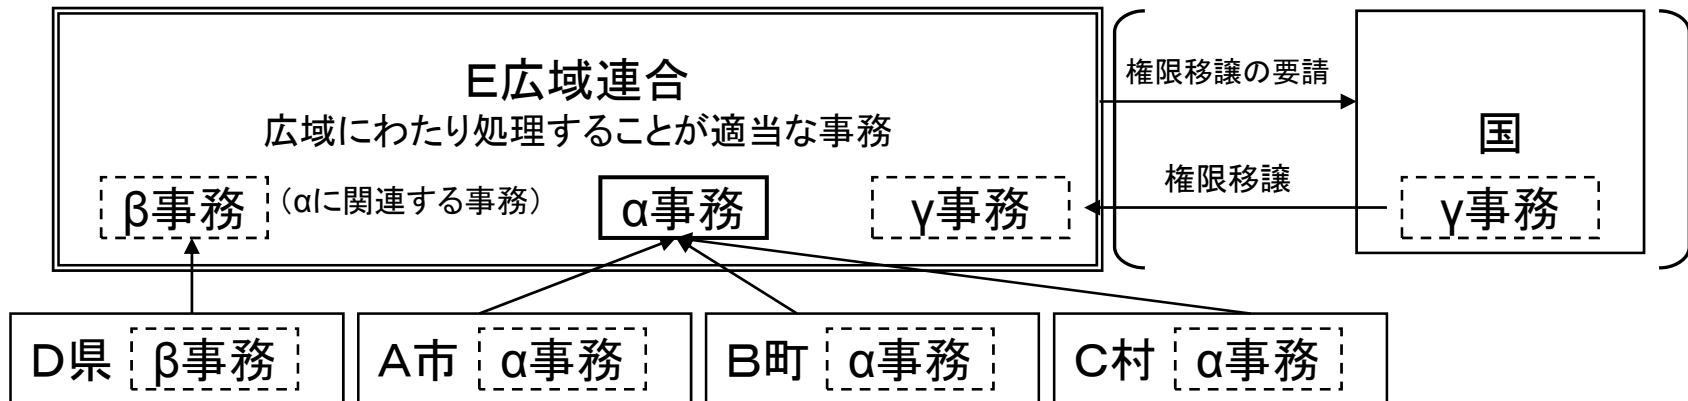 E広域連合
広域にわたり処理することが適当な事務
β事務
（αに関連する事務）
α事務
γ事務
権限移譲の要請
権限移譲
国
γ事務
D県
β事務
A市
α事務
B町
α事務
C村
α事務